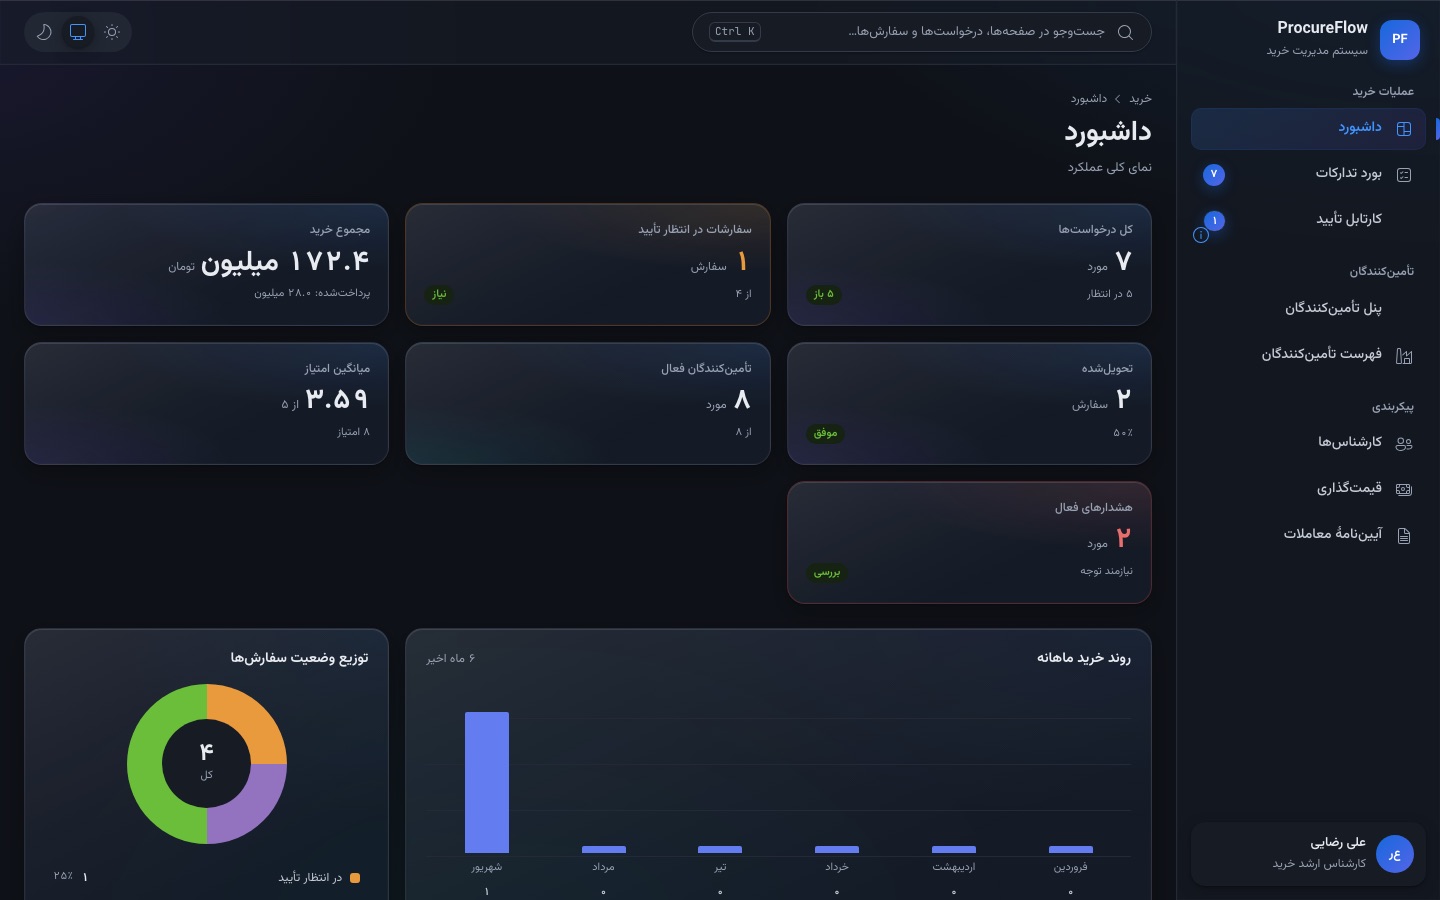 ProcureFlow
PF
سیستم مدیریت خرید
عملیات خرید
داشبورد
بورد تدارکات
۷
کارتابل تأیید
۱
تأمین‌کنندگان
پنل تأمین‌کنندگان
فهرست تأمین‌کنندگان
پیکربندی
کارشناس‌ها
قیمت‌گذاری
آیین‌نامهٔ معاملات
علی رضایی
ع‌ر
کارشناس ارشد خرید
جست‌وجو در صفحه‌ها، درخواست‌ها و سفارش‌ها…
Ctrl K
خرید
داشبورد
داشبورد
نمای کلی عملکرد
کل درخواست‌ها
۷ مورد
۵ در انتظار
۵ باز
سفارشات در انتظار تأیید
۱ سفارش
از ۴
نیاز
مجموع خرید
۱۷۲.۴ میلیون تومان
پرداخت‌شده: ۲۸.۰ میلیون
تحویل‌شده
۲ سفارش
۵۰٪
موفق
تأمین‌کنندگان فعال
۸ مورد
از ۸
میانگین امتیاز
۳.۵۹ از ۵
۸ امتیاز
هشدارهای فعال
۲ مورد
نیازمند توجه
بررسی
روند خرید ماهانه
۶ ماه اخیر
فروردین
اردیبهشت
خرداد
تیر
مرداد
شهریور
۰
۰
۰
۰
۰
۱
توزیع وضعیت سفارش‌ها
۴
کل
در انتظار تأیید
۱
۲۵٪